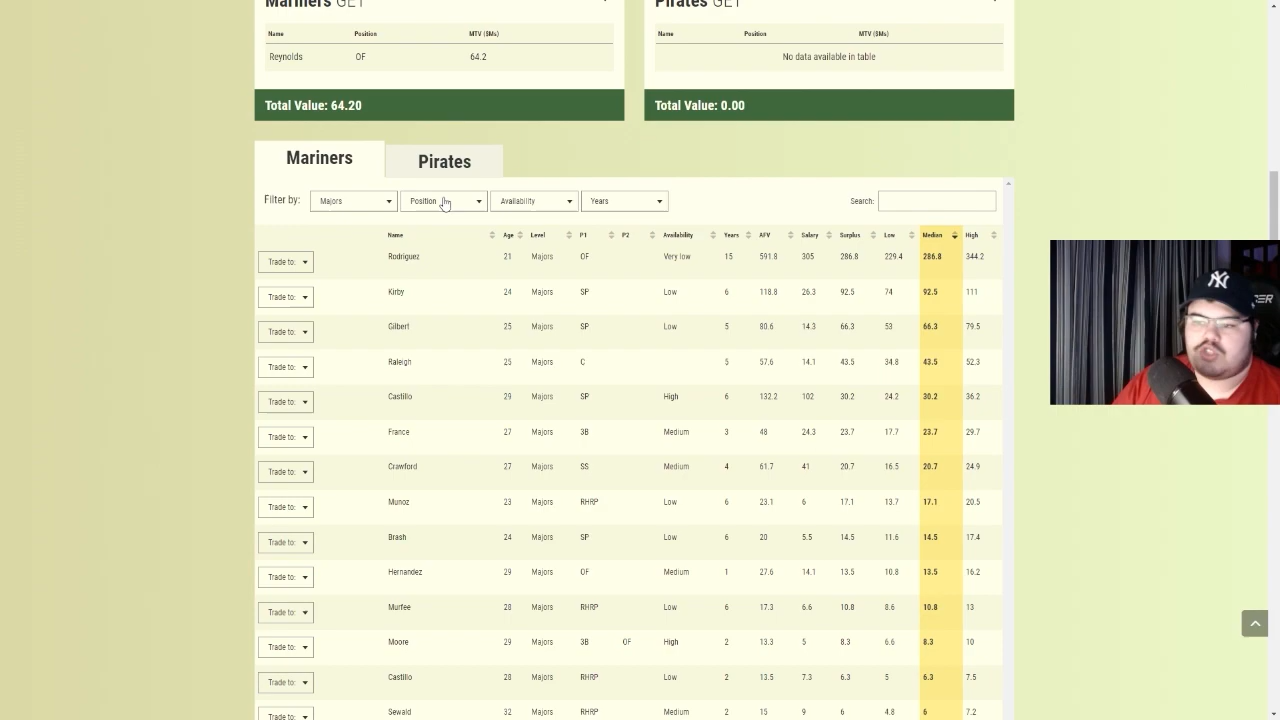 Mariners GET
Pirates GET
Name Position MTV ($Ms)
Name Position MTV ($Ms)
Reynolds OF 64.2
No data available in table
Total Value: 64.20
Total Value: 0.00
Mariners
Pirates
Filter by: Majors Position Availability Years Search:
Name Age Level P1 P2 Availability Years AFV Salary Surplus Low Median High
Trade to: Rodriguez 21 Majors OF Very low 15 591.8 305 286.8 229.4 286.8 344.2
Trade to: Kirby 24 Majors SP Low 6 118.8 26.3 92.5 74 92.5 111
Trade to: Gilbert 25 Majors SP Low 5 80.6 14.3 66.3 53 66.3 79.5
Trade to: Raleigh 25 Majors C 5 57.6 14.1 43.5 34.8 43.5 52.3
Trade to: Castillo 29 Majors SP High 6 132.2 102 30.2 24.2 30.2 36.2
Trade to: France 27 Majors 3B Medium 3 48 24.3 23.7 17.7 23.7 29.7
Trade to: Crawford 27 Majors SS Medium 4 61.7 41 20.7 16.5 20.7 24.9
Trade to: Munoz 23 Majors RHRP Low 6 23.1 6 17.1 13.7 17.1 20.5
Trade to: Brash 24 Majors SP Low 6 20 5.5 14.5 11.6 14.5 17.4
Trade to: Hernandez 29 Majors OF Medium 1 27.6 14.1 13.5 10.8 13.5 16.2
Trade to: Murfee 28 Majors RHRP Low 6 17.3 6.6 10.8 8.6 10.8 13
Trade to: Moore 29 Majors 3B OF High 2 13.3 5 8.3 6.6 8.3 10
Trade to: Castillo 28 Majors RHRP Low 2 13.5 7.3 6.3 5 6.3 7.5
Trade to: Sewald 32 Majors RHRP Medium 2 15 9 6 4.8 6 7.2